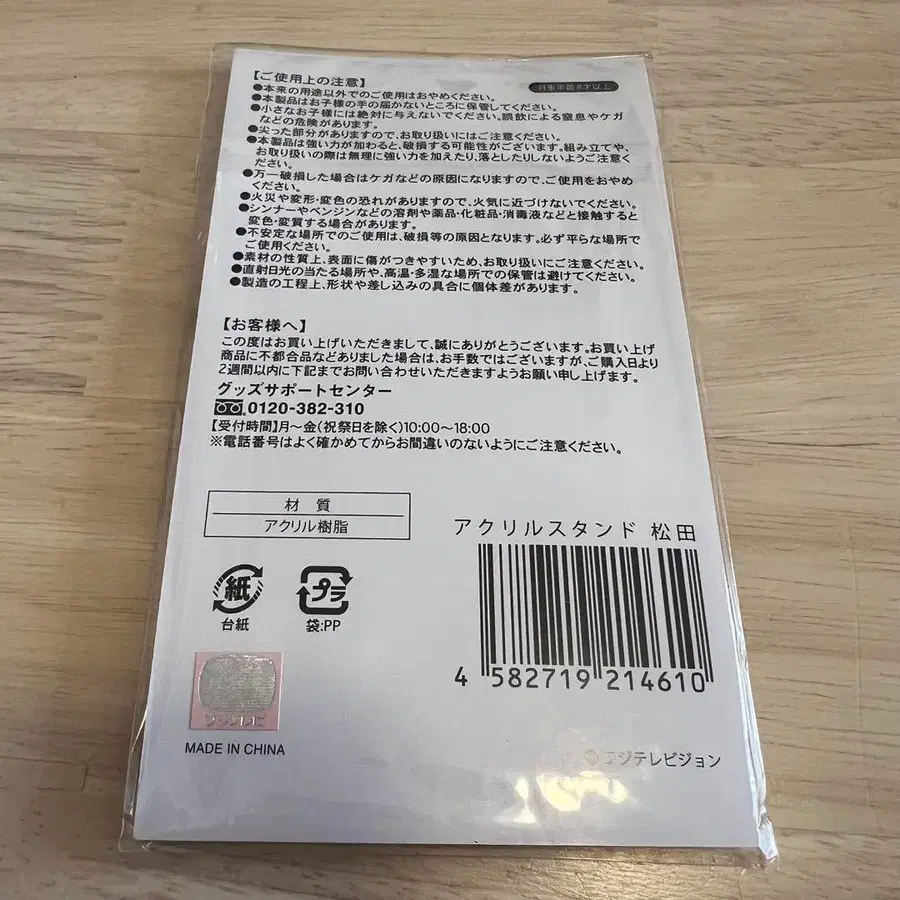 【ご使用上の注意】
対象年齢15才以上
●本来の用途以外でのご使用はおやめください。
●本製品はお子様の手の届かないところに保管してください。
●小さなお子様には絶対に与えないでください。誤飲による窒息やケガ
などの危険があります。
●尖った部分がありますので、お取り扱いにはご注意ください。
●本製品は強い力が加わると、破損する可能性がございます。組み立てや、
お取り扱いの際は無理に強い力を加えたり、落としたりしないようご注意く
ださい。
●万一破損した場合はケガなどの原因になりますので、ご使用をおやめ
ください。
●火災や変形・変色の恐れがありますので、火気に近づけないでください。
●シンナーやベンジンなどの溶剤や薬品・化粧品・消毒液などと接触すると
変色・変質する場合があります。
●不安定な場所でのご使用は、破損等の原因となります。必ず平らな場所で
ご使用ください。
●素材の性質上、表面に傷がつきやすいため、お取り扱いにご注意ください。
●直射日光の当たる場所や、高温・多湿な場所での保管は避けてください。
●製造の工程上、形状や差し込みの具合に個体差があります。
【お客様へ】
この度はお買い上げいただきまして、誠にありがとうございます。お買い上げ
商品に不都合品などありました場合は、お手数ではございますが、ご購入日より
2週間以内に下記までお問い合わせいただきますようお願い申し上げます。
グッズサポートセンター
0120-382-310
【受付時間】月~金(祝祭日を除く)10:00~18:00
※電話番号はよく確かめてからお間違いのないようにご注意ください。
材 質
アクリル樹脂
アクリルスタンド 松田
紙
台紙
プラ
袋:PP
4 582719 214610
フジテレビ
MADE IN CHINA
フジテレビジョン